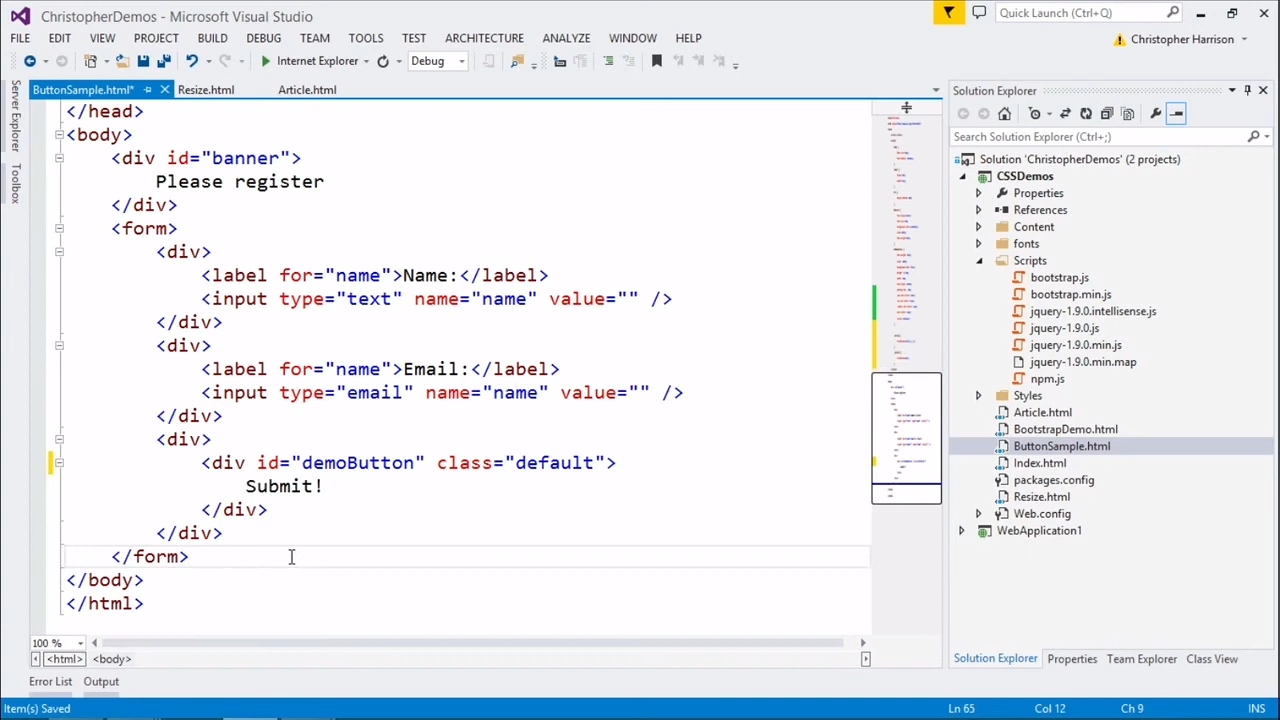 ChristopherDemos - Microsoft Visual Studio
Quick Launch (Ctrl+Q)
FILE EDIT VIEW PROJECT BUILD DEBUG TEAM TOOLS TEST ARCHITECTURE ANALYZE WINDOW HELP
Christopher Harrison
Internet Explorer
Debug
Server Explorer
Toolbox
ButtonSample.html*
Resize.html
Article.html
</head>
<body>
<div id="banner">
Please register
</div>
<form>
<div>
<label for="name">Name:</label>
<input type="text" name="name" value="" />
</div>
<div>
<label for="name">Email:</label>
<input type="email" name="name" value="" />
</div>
<div>
<div id="demoButton" class="default">
Submit!
</div>
</div>
</form>
</body>
</html>
100 %
<html> <body>
Solution Explorer
Search Solution Explorer (Ctrl+;)
Solution 'ChristopherDemos' (2 projects)
CSSDemos
Properties
References
Content
fonts
Scripts
bootstrap.js
bootstrap.min.js
jquery-1.9.0.intellisense.js
jquery-1.9.0.js
jquery-1.9.0.min.js
jquery-1.9.0.min.map
npm.js
Styles
Article.html
BootstrapDemo.html
ButtonSample.html
Index.html
packages.config
Resize.html
Web.config
WebApplication1
Solution Explorer Properties Team Explorer Class View
Error List Output
Item(s) Saved
Ln 65 Col 12 Ch 9 INS